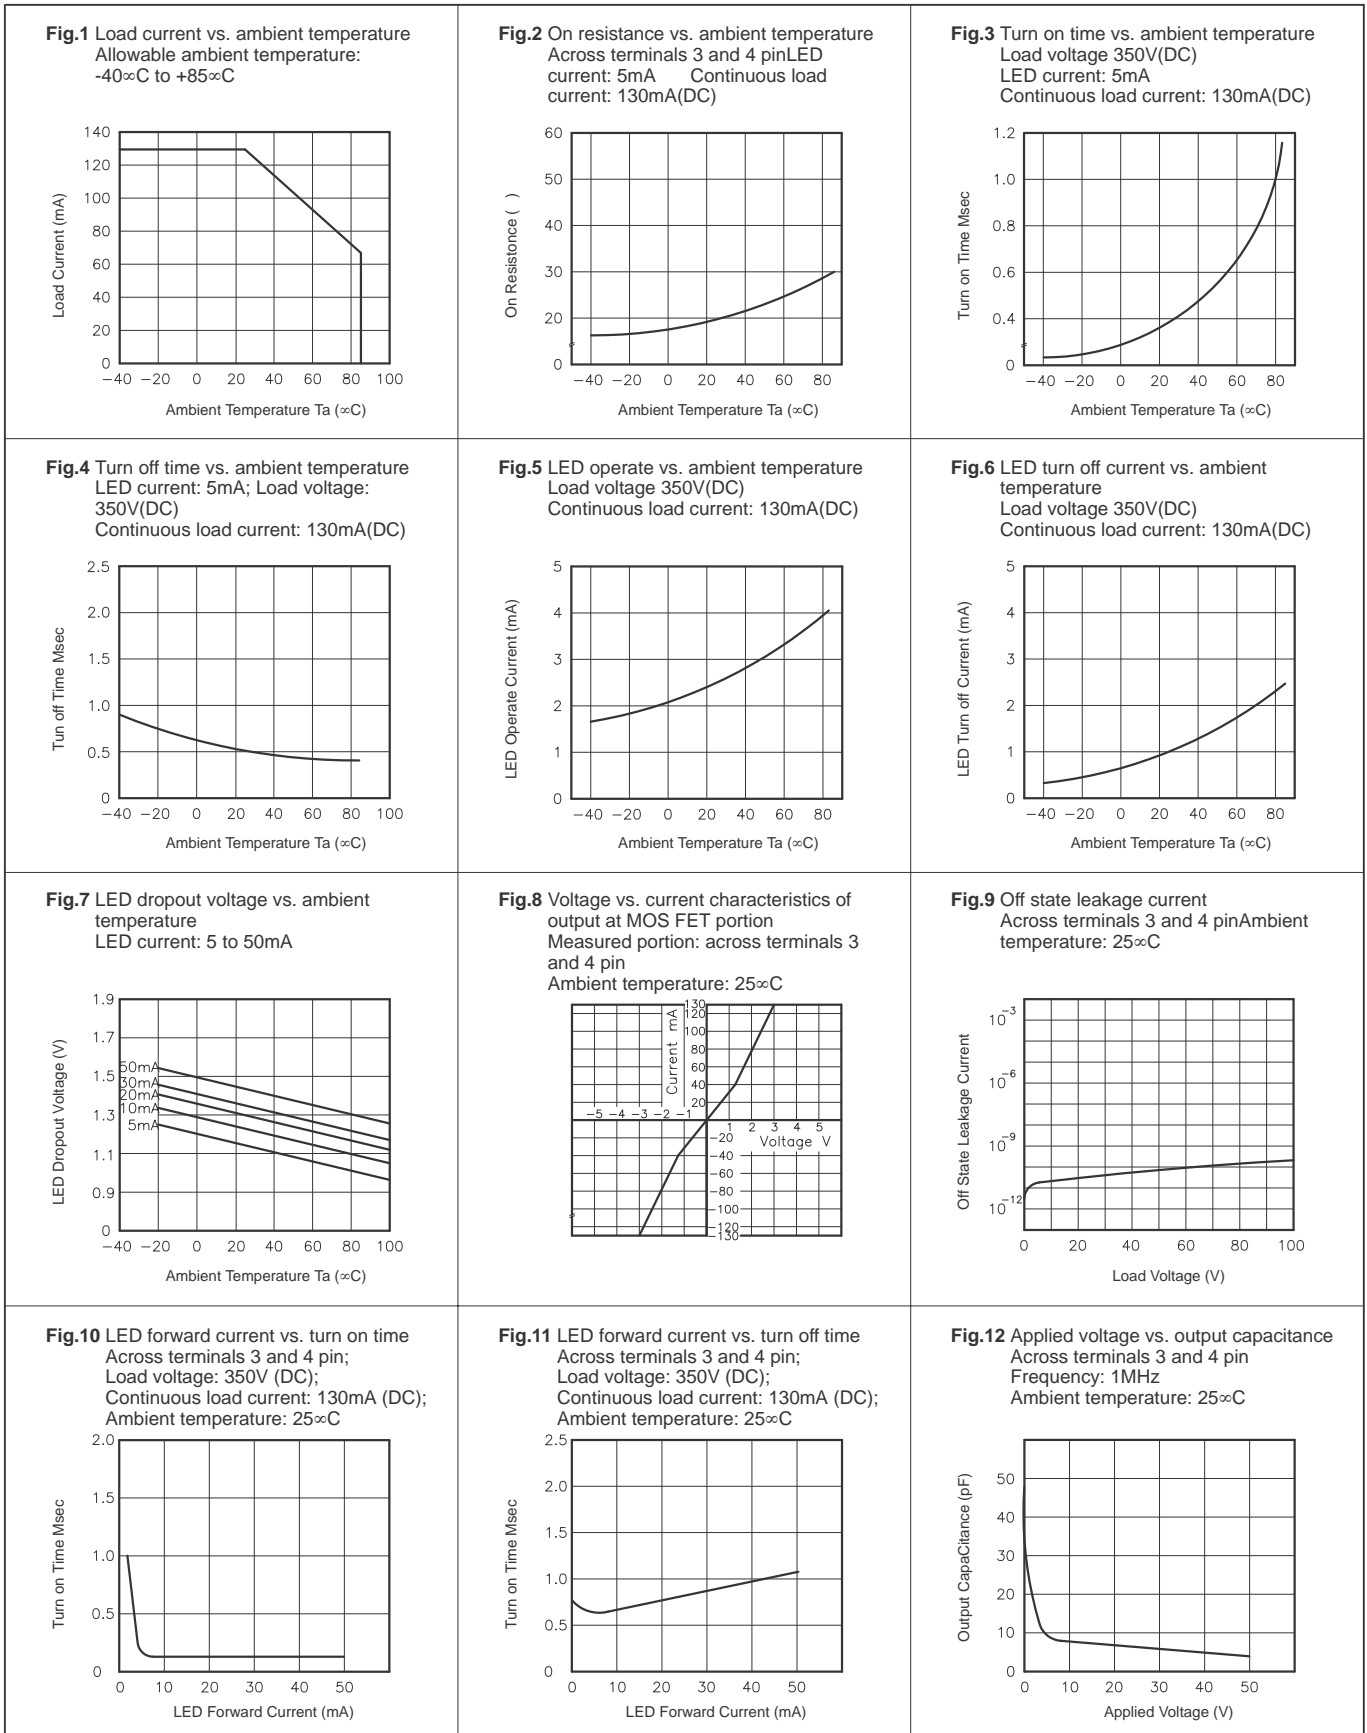 Fig.1 Load current vs. ambient temperature
Allowable ambient temperature:
-40∞C to +85∞C
140
120
100
80
60
40
20
0
Load Current (mA)
−40 −20 0 20 40 60 80 100
Ambient Temperature Ta (∞C)
Fig.2 On resistance vs. ambient temperature
Across terminals 3 and 4 pinLED
current: 5mA Continuous load
current: 130mA(DC)
60
50
40
30
20
0
On Resistonce ( )
−40 −20 0 20 40 60 80
Ambient Temperature Ta (∞C)
Fig.3 Turn on time vs. ambient temperature
Load voltage 350V(DC)
LED current: 5mA
Continuous load current: 130mA(DC)
1.2
1.0
0.8
0.6
0.4
0
Turn on Time Msec
−40 −20 0 20 40 60 80
Ambient Temperature Ta (∞C)
Fig.4 Turn off time vs. ambient temperature
LED current: 5mA; Load voltage:
350V(DC)
Continuous load current: 130mA(DC)
2.5
2.0
1.5
1.0
0.5
0
Tun off Time Msec
−40 −20 0 20 40 60 80 100
Ambient Temperature Ta (∞C)
Fig.5 LED operate vs. ambient temperature
Load voltage 350V(DC)
Continuous load current: 130mA(DC)
5
4
3
2
1
0
LED Operate Current (mA)
−40 −20 0 20 40 60 80
Ambient Temperature Ta (∞C)
Fig.6 LED turn off current vs. ambient
temperature
Load voltage 350V(DC)
Continuous load current: 130mA(DC)
5
4
3
2
1
0
LED Turn off Current (mA)
−40 −20 0 20 40 60 80
Ambient Temperature Ta (∞C)
Fig.7 LED dropout voltage vs. ambient
temperature
LED current: 5 to 50mA
1.9
1.7
1.5
1.3
1.1
0.9
0
LED Dropout Voltage (V)
50mA
30mA
20mA
10mA
5mA
−40 −20 0 20 40 60 80 100
Ambient Temperature Ta (∞C)
Fig.8 Voltage vs. current characteristics of
output at MOS FET portion
Measured portion: across terminals 3
and 4 pin
Ambient temperature: 25∞C
130
120
100
80
60
40
20
Current mA
−5 −4 −3 −2 −1
1 2 3 4 5
Voltage V
−20
−40
−60
−80
−100
−120
−130
Fig.9 Off state leakage current
Across terminals 3 and 4 pinAmbient
temperature: 25∞C
10−3
10−6
10−9
10−12
Off State Leakage Current
0 20 40 60 80 100
Load Voltage (V)
Fig.10 LED forward current vs. turn on time
Across terminals 3 and 4 pin;
Load voltage: 350V (DC);
Continuous load current: 130mA (DC);
Ambient temperature: 25∞C
2.0
1.5
1.0
0.5
0
Turn on Time Msec
0 10 20 30 40 50
LED Forward Current (mA)
Fig.11 LED forward current vs. turn off time
Across terminals 3 and 4 pin;
Load voltage: 350V (DC);
Continuous load current: 130mA (DC);
Ambient temperature: 25∞C
2.5
2.0
1.5
1.0
0.5
0
Turn on Time Msec
0 10 20 30 40 50
LED Forward Current (mA)
Fig.12 Applied voltage vs. output capacitance
Across terminals 3 and 4 pin
Frequency: 1MHz
Ambient temperature: 25∞C
50
40
30
20
10
0
Output CapaCitance (pF)
0 10 20 30 40 50
Applied Voltage (V)